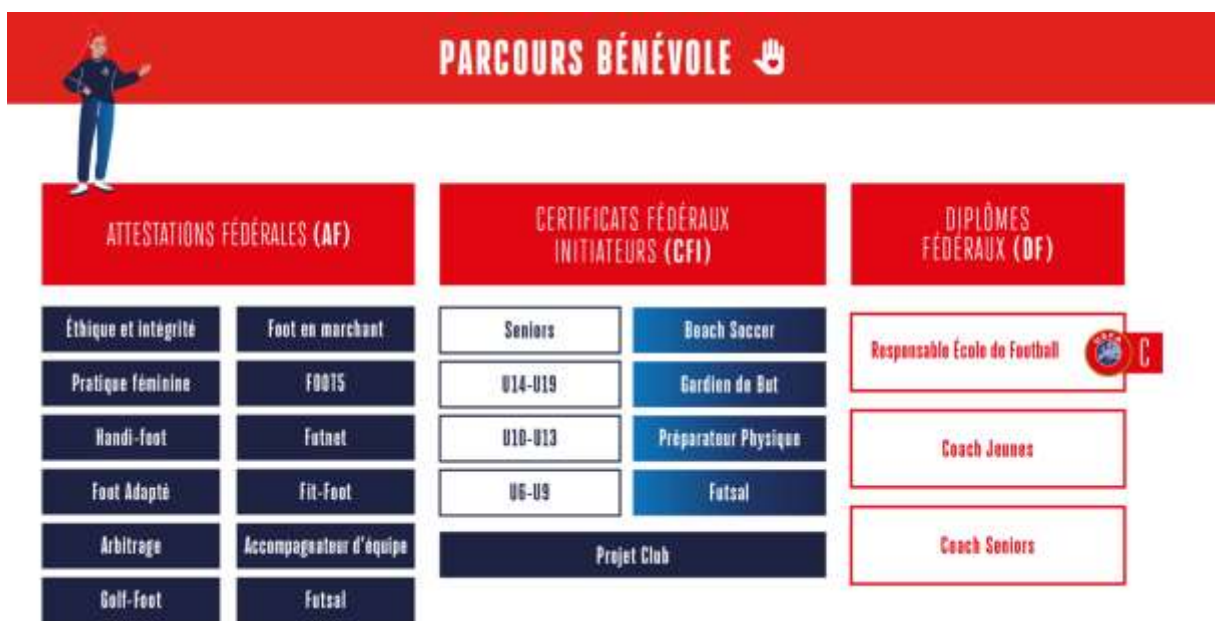 PARCOURS BÉNÉVOLE
ATTESTATIONS FÉDÉRALES (AF)
Éthique et intégrité
Foot en marchant
Pratique féminine
FOOT5
Handi-foot
Futnet
Foot Adapté
Fit-Foot
Arbitrage
Accompagnateur d'équipe
Golf-Foot
Futsal
CERTIFICATS FÉDÉRAUX
INITIATEURS (CFI)
Seniors
Beach Soccer
U14-U19
Gardien de But
U10-U13
Préparateur Physique
U6-U9
Futsal
Projet Club
DIPLÔMES
FÉDÉRAUX (DF)
Responsable École de Football
UEFA
C
Coach Jeunes
Coach Seniors